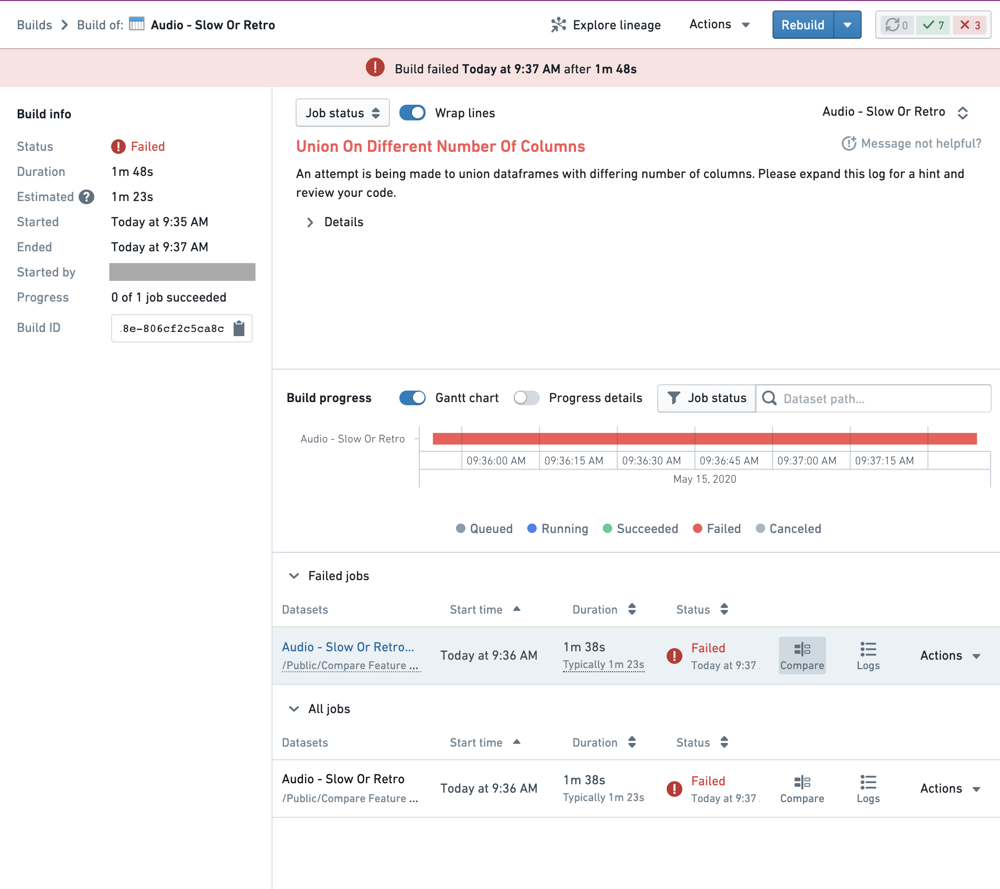 Builds Build of: Audio - Slow Or Retro Explore lineage Actions Rebuild 0 7 3
Build failed Today at 9:37 AM after 1m 48s
Build info
Status Failed
Duration 1m 48s
Estimated 1m 23s
Started Today at 9:35 AM
Ended Today at 9:37 AM
Started by
Progress 0 of 1 job succeeded
Build ID .8e-806cf2c5ca8c
Job status Wrap lines Audio - Slow Or Retro
Union On Different Number Of Columns Message not helpful?
An attempt is being made to union dataframes with differing number of columns. Please expand this log for a hint and
review your code.
Details
Build progress Gantt chart Progress details Job status Dataset path...
Audio - Slow Or Retro
09:36:00 AM 09:36:15 AM 09:36:30 AM 09:36:45 AM 09:37:00 AM 09:37:15 AM
May 15, 2020
Queued Running Succeeded Failed Canceled
Failed jobs
Datasets Start time Duration Status
Audio - Slow Or Retro... Today at 9:36 AM 1m 38s Failed Compare Logs Actions
/Public/Compare Feature ... Typically 1m 23s Today at 9:37
All jobs
Datasets Start time Duration Status
Audio - Slow Or Retro Today at 9:36 AM 1m 38s Failed Compare Logs Actions
/Public/Compare Feature ... Typically 1m 23s Today at 9:37